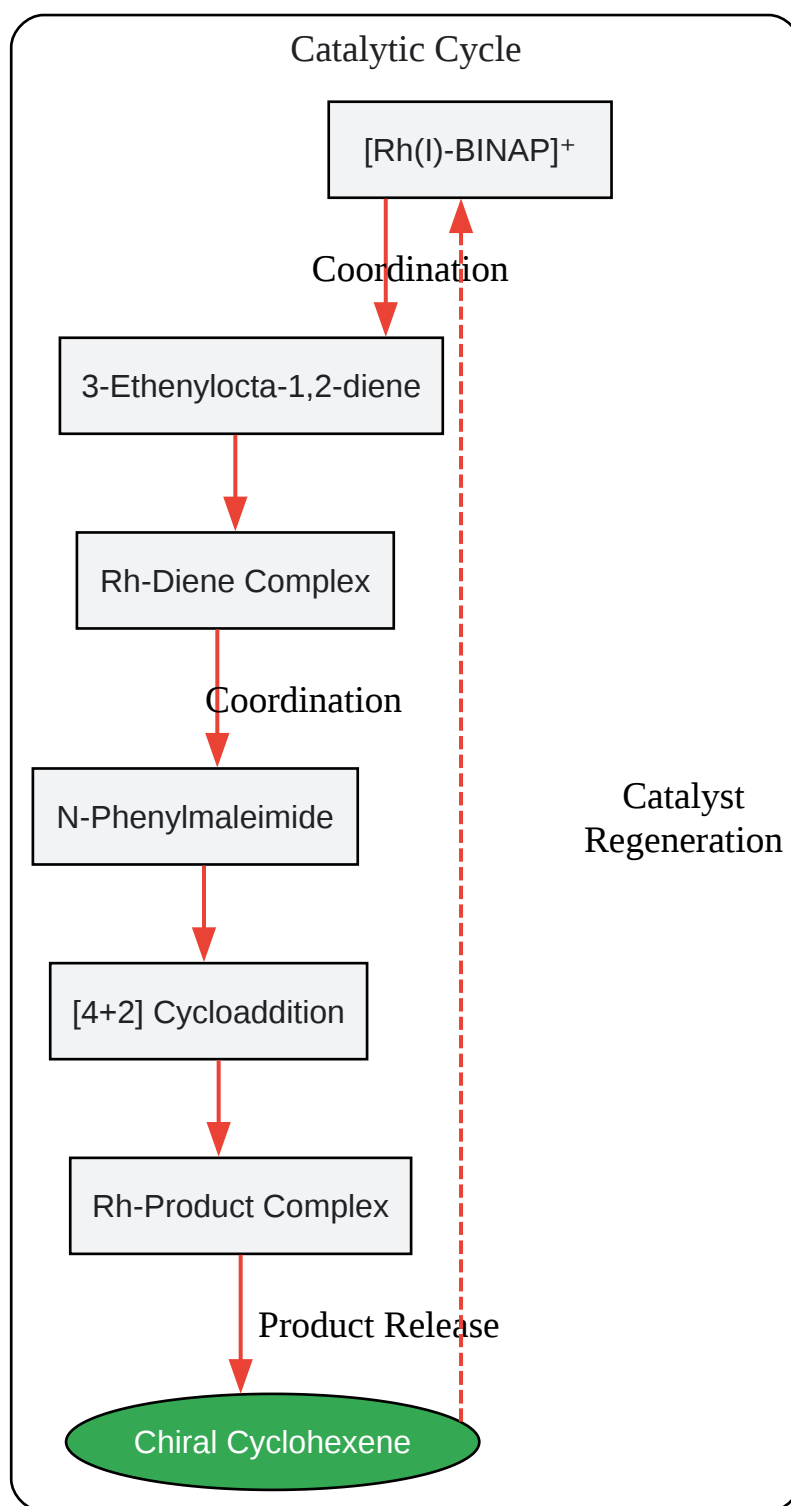 Catalytic Cycle
[Rh(I)-BINAP]⁺
Coordination
3-Ethenylocta-1,2-diene
Rh-Diene Complex
Coordination
N-Phenylmaleimide
Catalyst
Regeneration
[4+2] Cycloaddition
Rh-Product Complex
Product Release
Chiral Cyclohexene